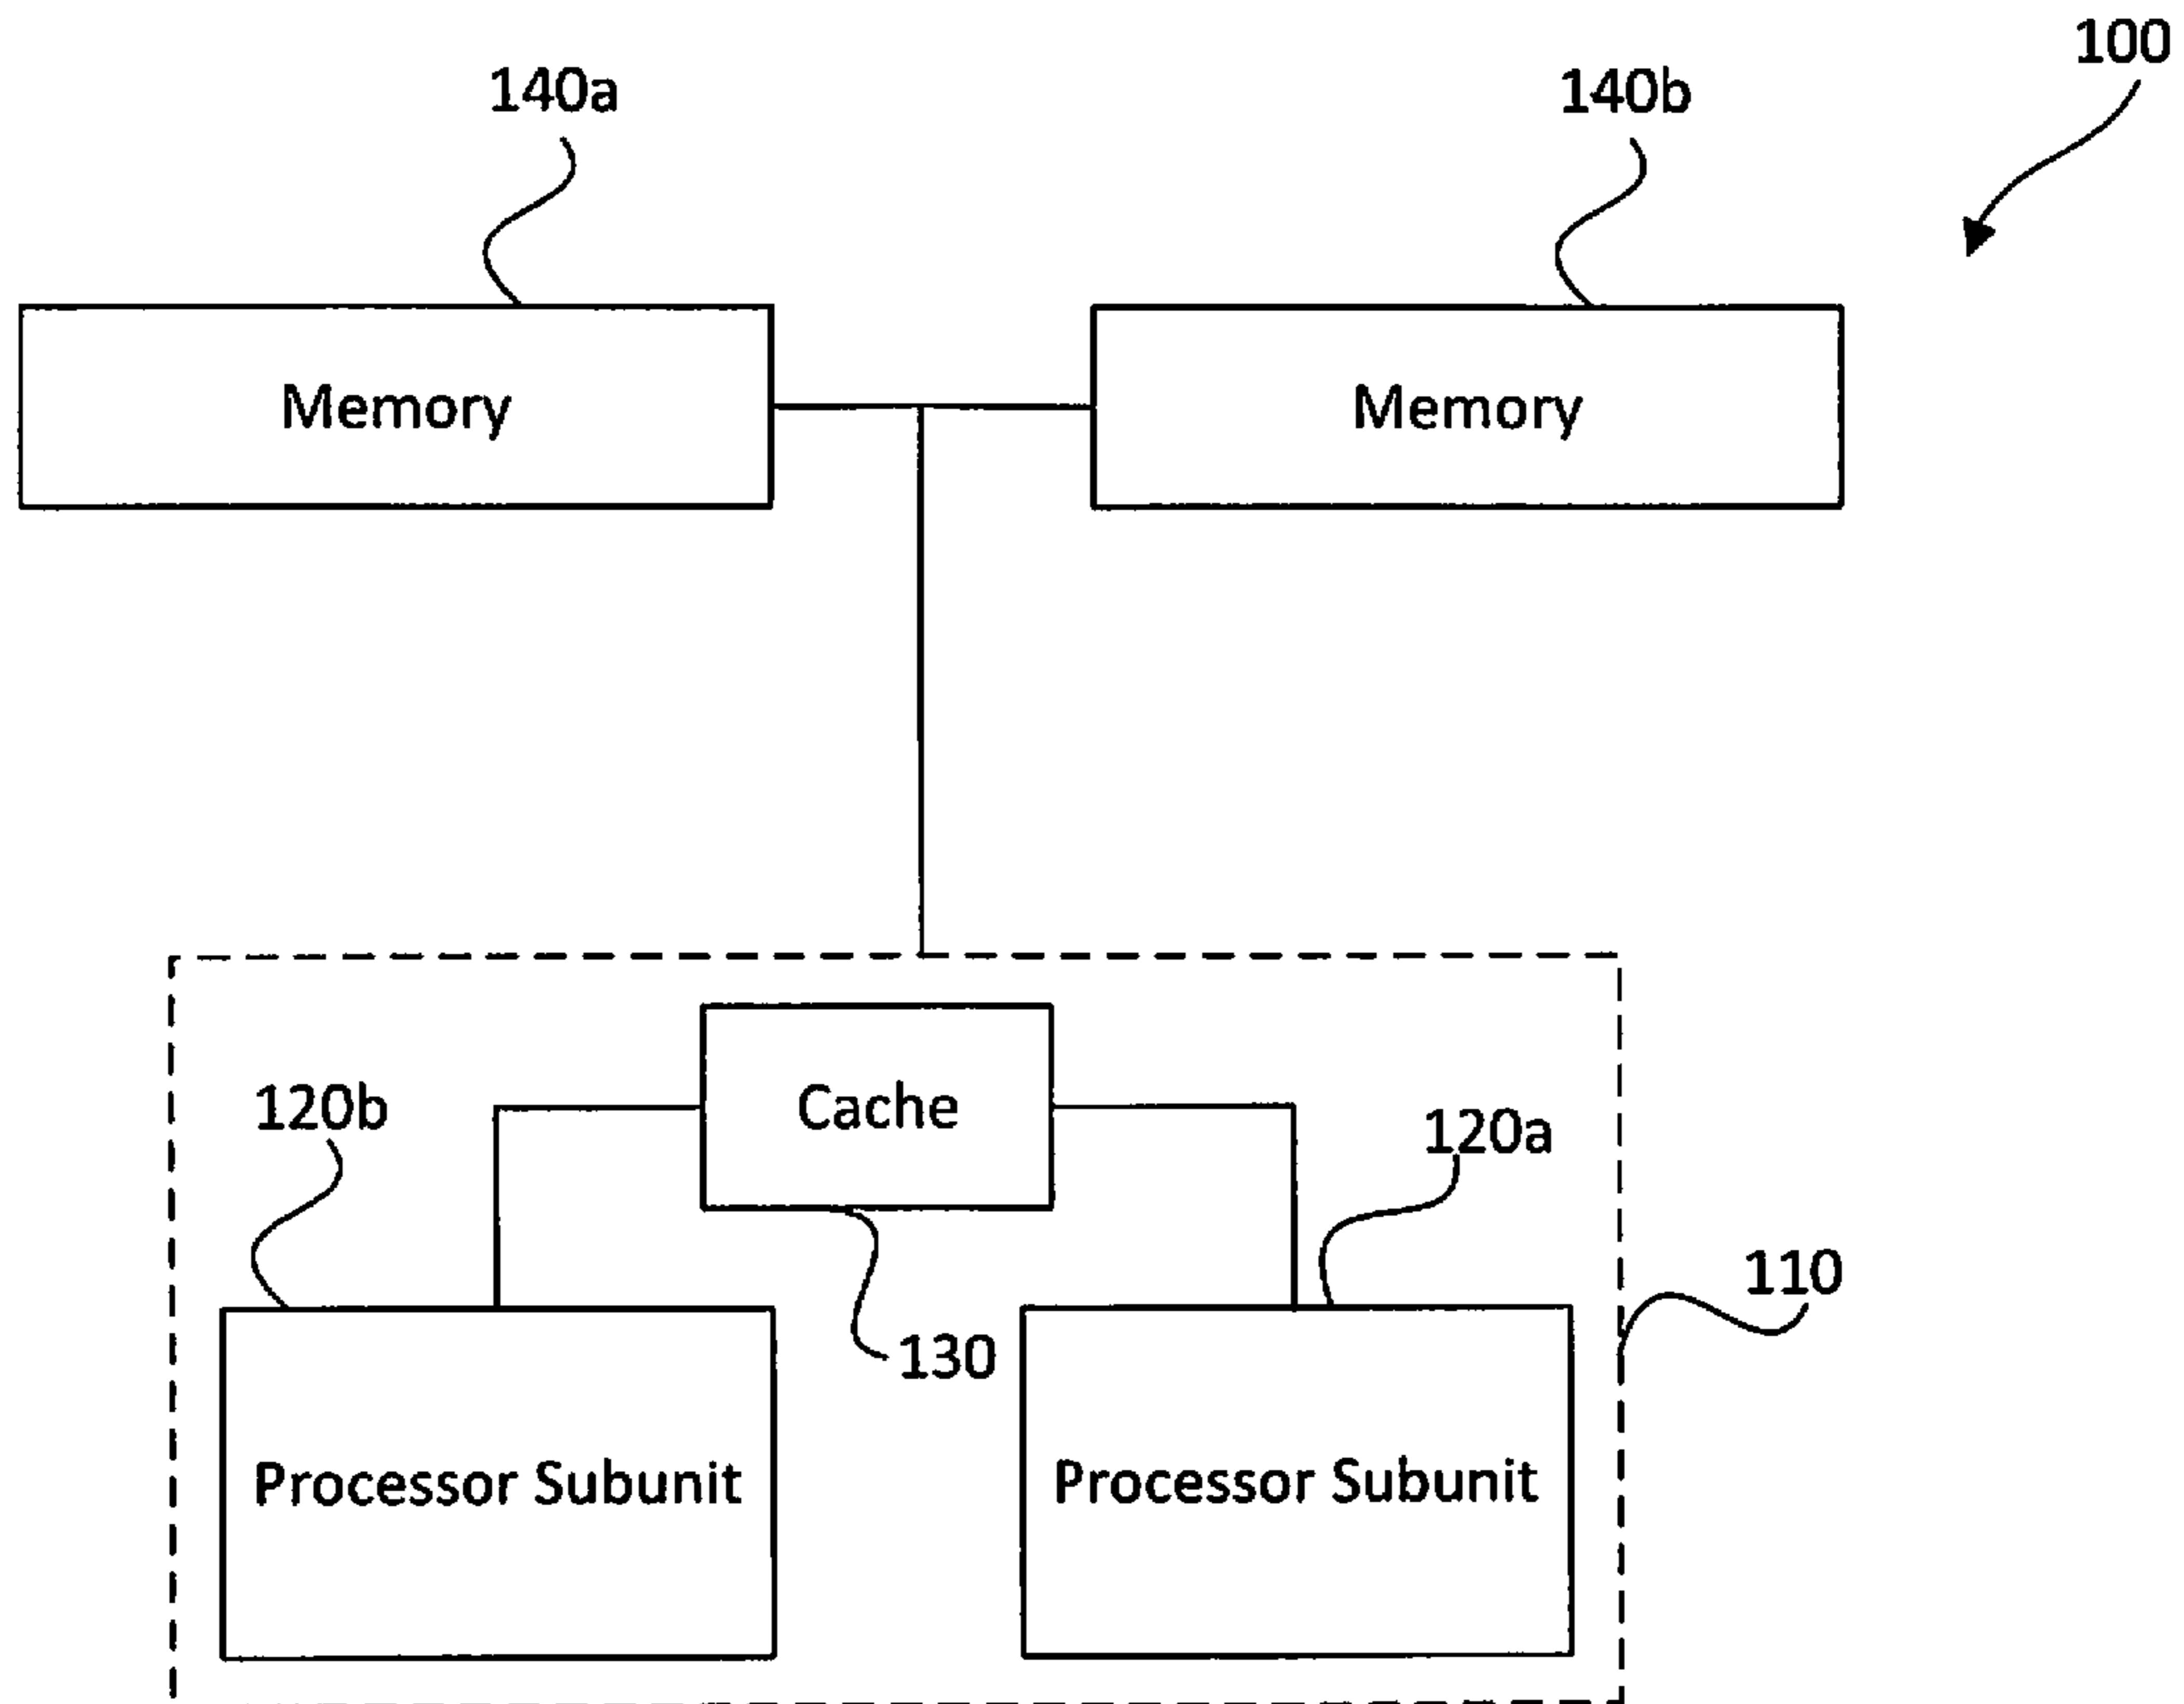 100
140a
140b
Memory
Memory
Cache
120b
120a
110
130
Processor Subunit
Processor Subunit